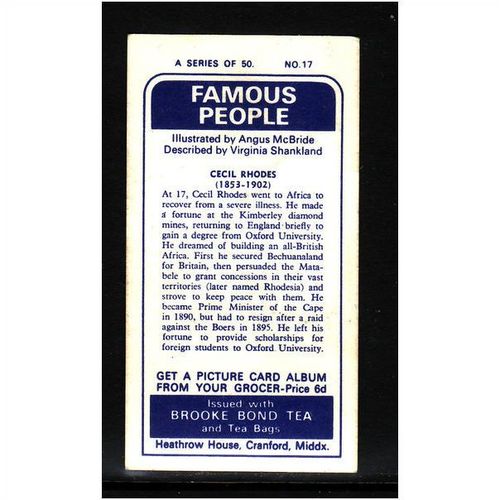 A SERIES OF 50. NO.17
FAMOUS
PEOPLE
Illustrated by Angus McBride
Described by Virginia Shankland
CECIL RHODES
(1853-1902)
At 17, Cecil Rhodes went to Africa to
recover from a severe illness. He made
a fortune at the Kimberley diamond
mines, returning to England briefly to
gain a degree from Oxford University.
He dreamed of building an all-British
Africa. First he secured Bechuanaland
for Britain, then persuaded the Mata-
bele to grant concessions in their vast
territories (later named Rhodesia) and
strove to keep peace with them. He
became Prime Minister of the Cape
in 1890, but had to resign after a raid
against the Boers in 1895. He left his
fortune to provide scholarships for
foreign students to Oxford University.
GET A PICTURE CARD ALBUM
FROM YOUR GROCER-Price 6d
Issued with
BROOKE BOND TEA
and Tea Bags
Heathrow House, Cranford, Middx.